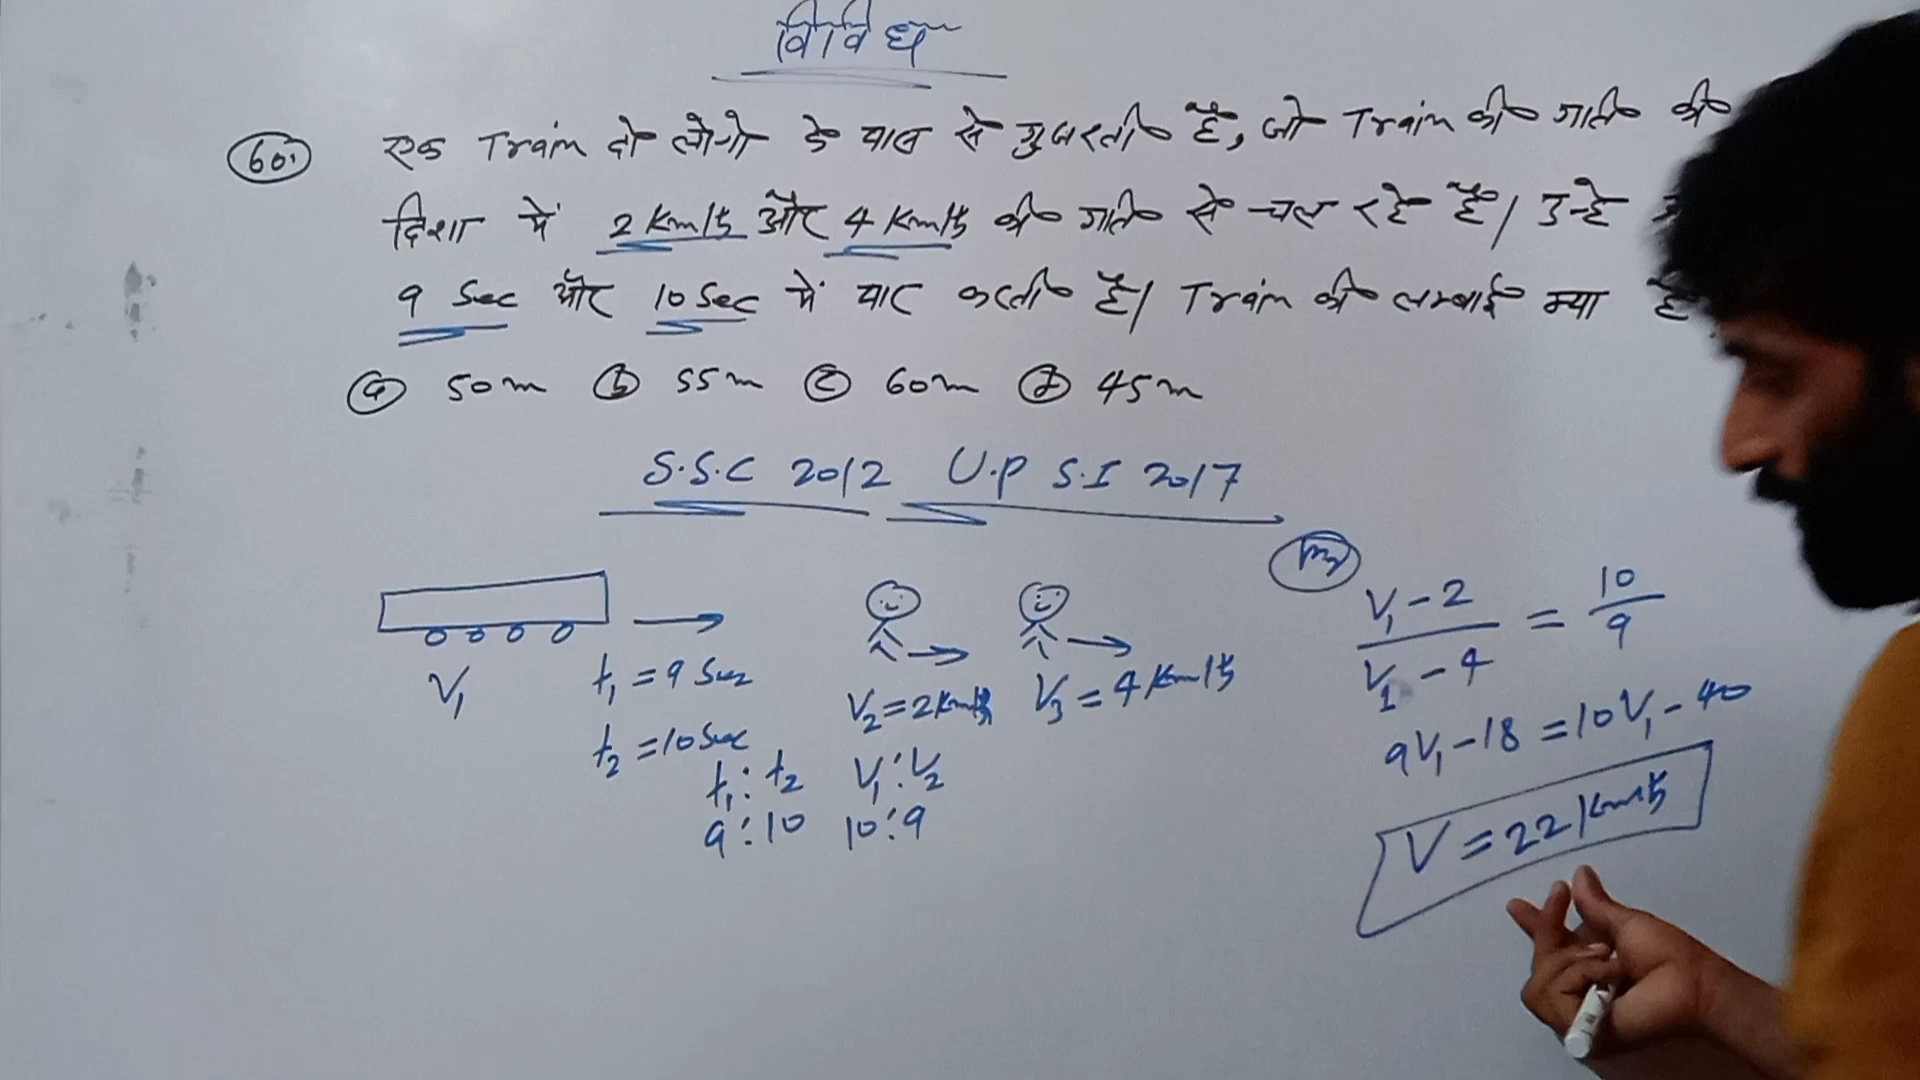 विविध
60. एक Train दो लोगो के पास से गुजरती है, जो Train की गति की
दिशा में 2 Km/h और 4 Km/h की गति से चल रहे हैं। उन्हे
9 Sec और 10 Sec में पार करती है। Train की लम्बाई क्या है
a 50m b 55m c 60m d 45m
S.S.C 2012 U.P S.I 2017
V₁
t₁ = 9 Sec
t₂ = 10 Sec
V₂ = 2 Km/h V₃ = 4 Km/h
t₁ : t₂ V₁ : V₂
9 : 10 10 : 9
V₁ - 2 / V₁ - 4 = 10 / 9
9V₁ - 18 = 10V₁ - 40
V = 22 Km/h